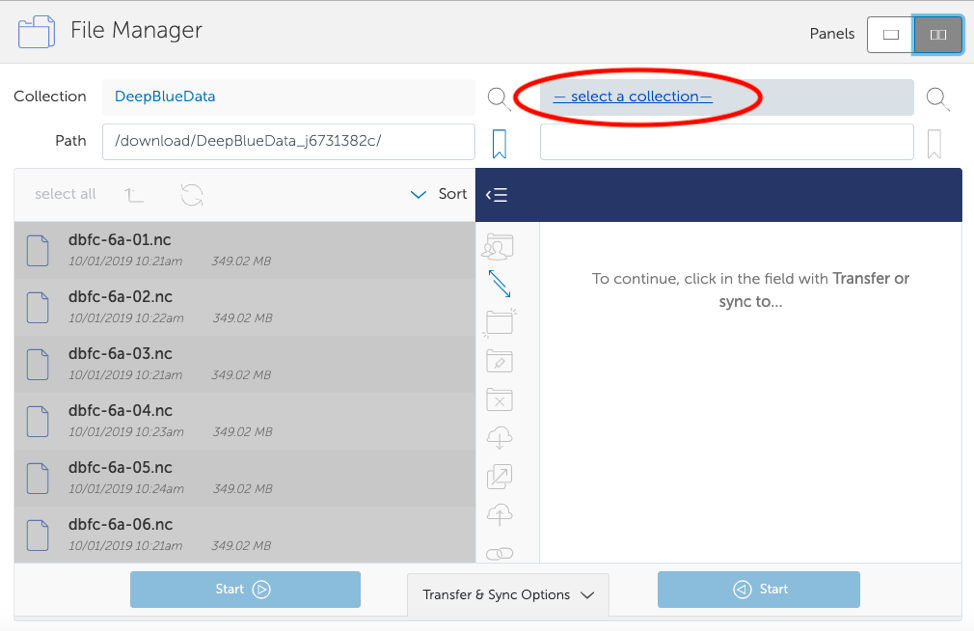 File Manager
Panels
Collection
DeepBlueData
— select a collection—
Path
/download/DeepBlueData_j6731382c/
select all
Sort
dbfc-6a-01.nc
10/01/2019 10:21am 349.02 MB
dbfc-6a-02.nc
10/01/2019 10:22am 349.02 MB
dbfc-6a-03.nc
10/01/2019 10:21am 349.02 MB
dbfc-6a-04.nc
10/01/2019 10:23am 349.02 MB
dbfc-6a-05.nc
10/01/2019 10:24am 349.02 MB
dbfc-6a-06.nc
10/01/2019 10:21am 349.02 MB
To continue, click in the field with Transfer or
sync to...
Start
Transfer & Sync Options
Start